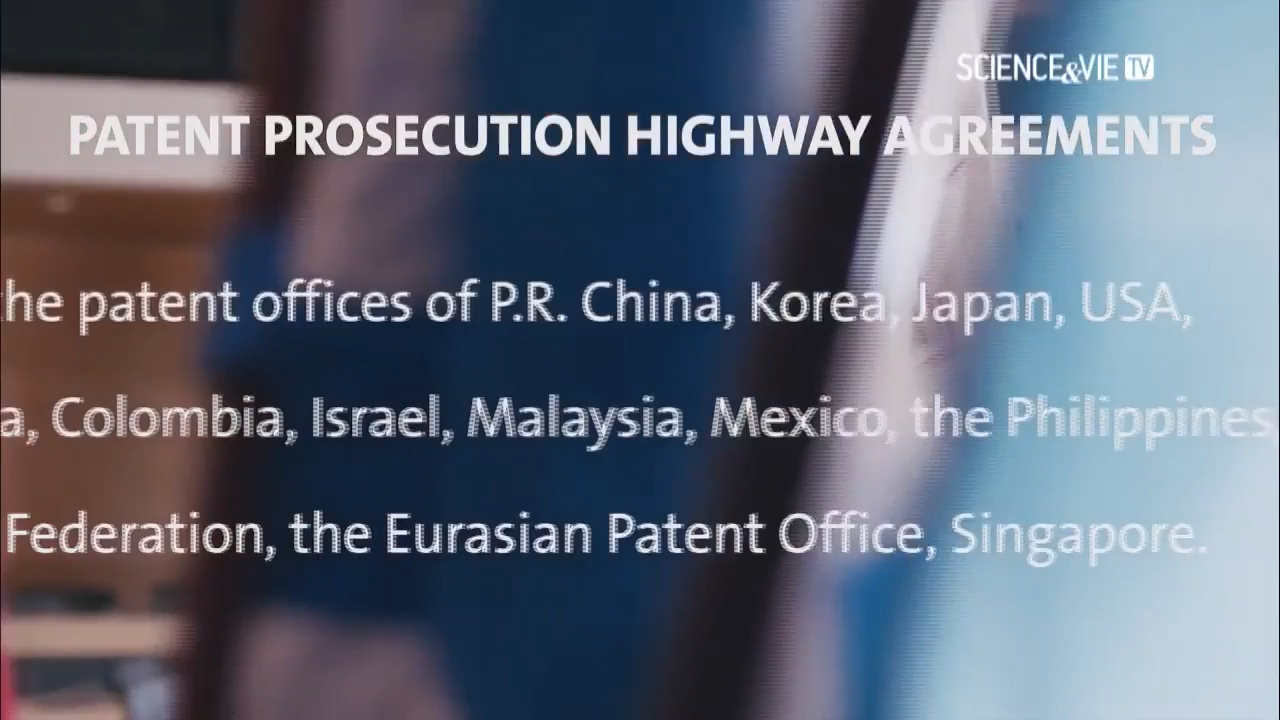 SCIENCE&VIE TV
PATENT PROSECUTION HIGHWAY AGREEMENTS
he patent offices of P.R. China, Korea, Japan, USA,
a, Colombia, Israel, Malaysia, Mexico, the Philippines
Federation, the Eurasian Patent Office, Singapore.